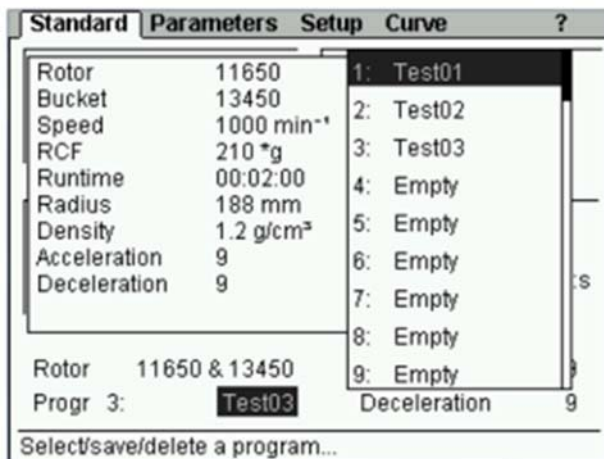 Standard Parameters Setup Curve ?
Rotor 11650
Bucket 13450
Speed 1000 min⁻¹
RCF 210 *g
Runtime 00:02:00
Radius 188 mm
Density 1.2 g/cm³
Acceleration 9
Deceleration 9
1: Test01
2: Test02
3: Test03
4: Empty
5: Empty
6: Empty
7: Empty
8: Empty
9: Empty
Rotor 11650 & 13450
Progr 3: Test03 Deceleration 9
Select/save/delete a program...